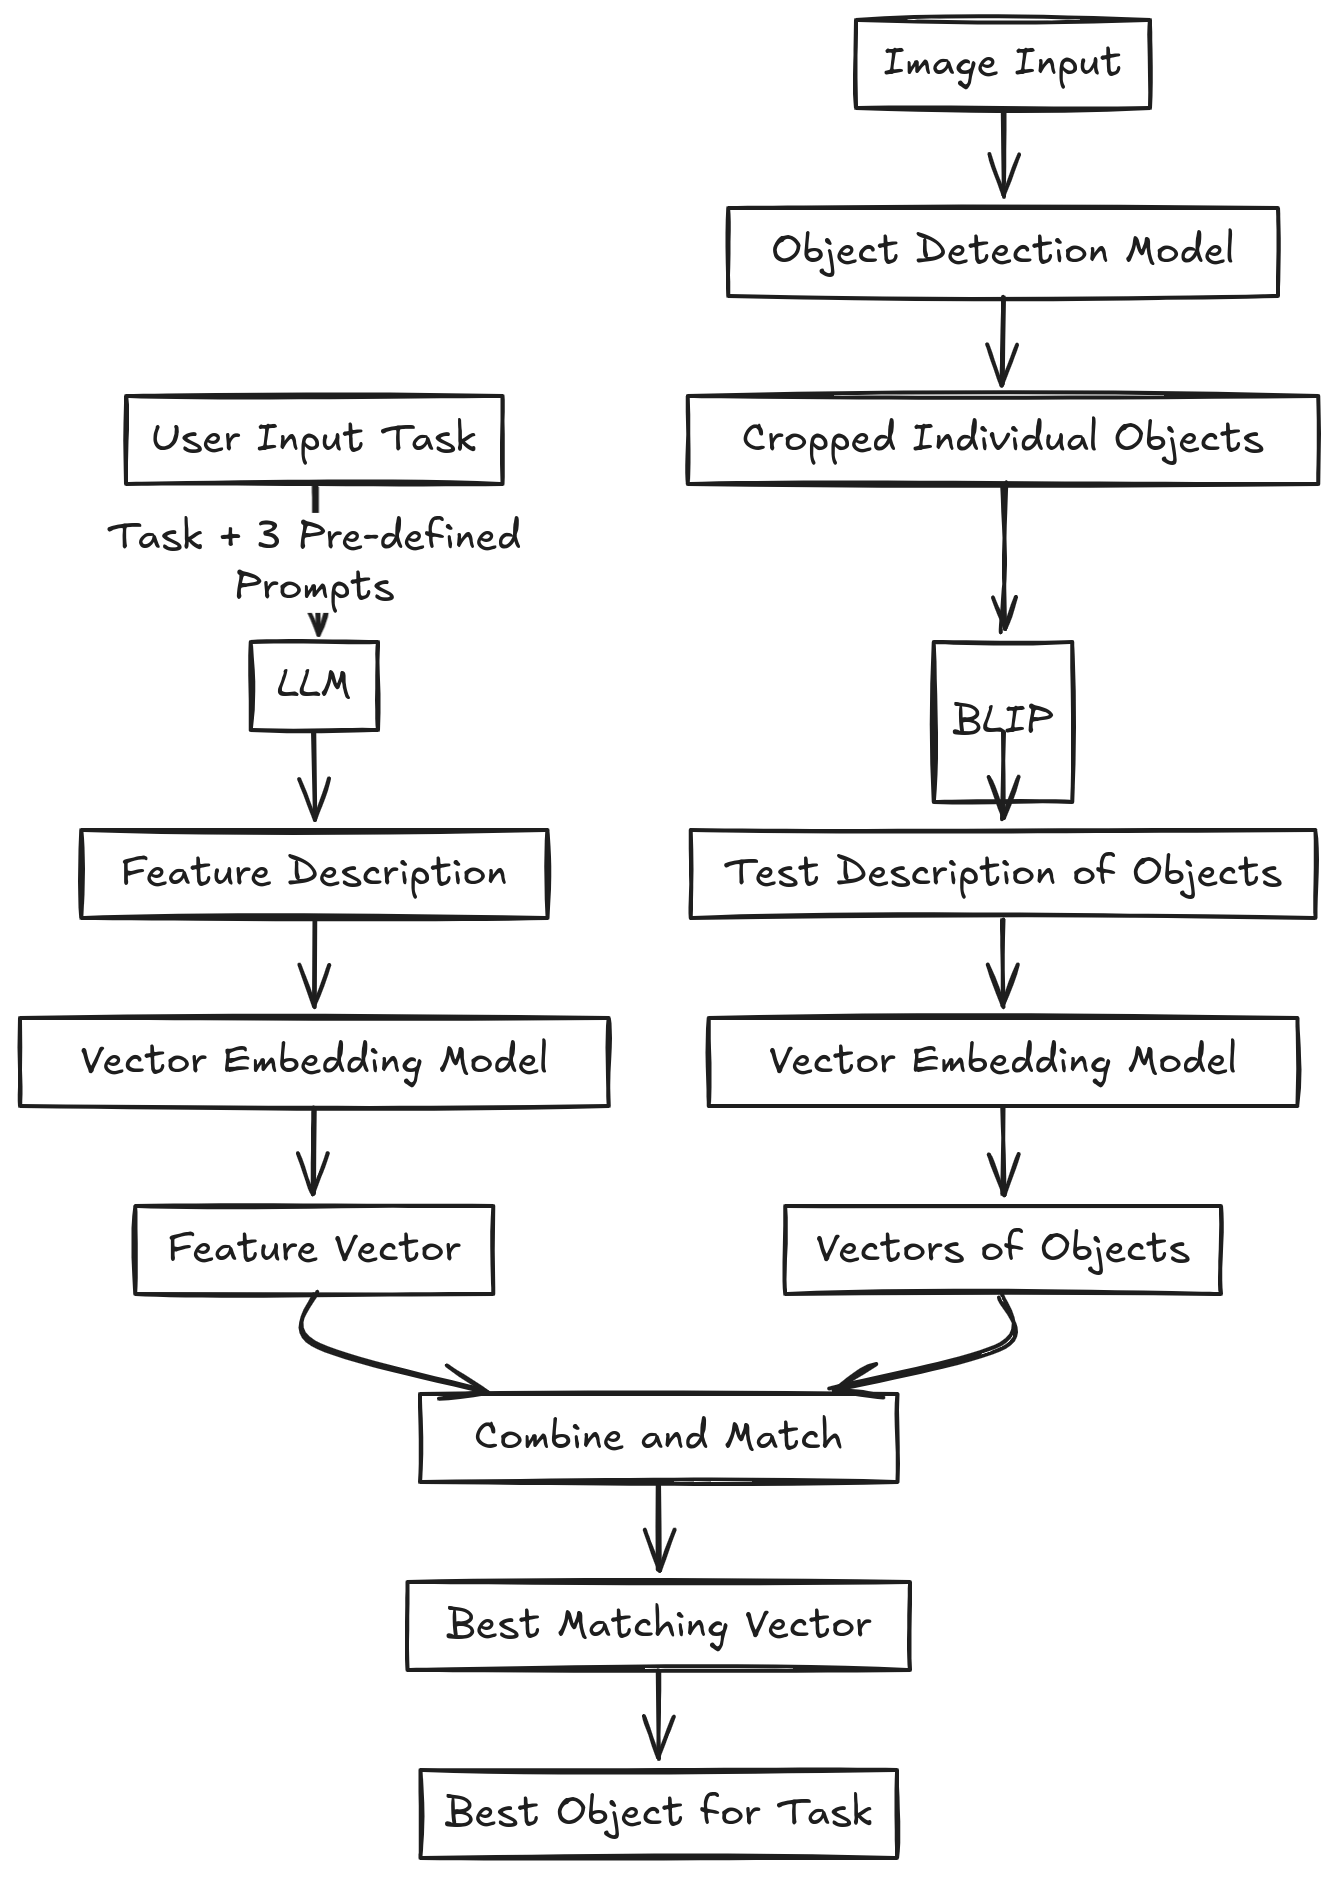 Image Input
Object Detection Model
User Input Task
Cropped Individual Objects
Task + 3 Pre-defined
Prompts
LLM
BLIP
Feature Description
Test Description of Objects
Vector Embedding Model
Vector Embedding Model
Feature Vector
Vectors of Objects
Combine and Match
Best Matching Vector
Best Object for Task